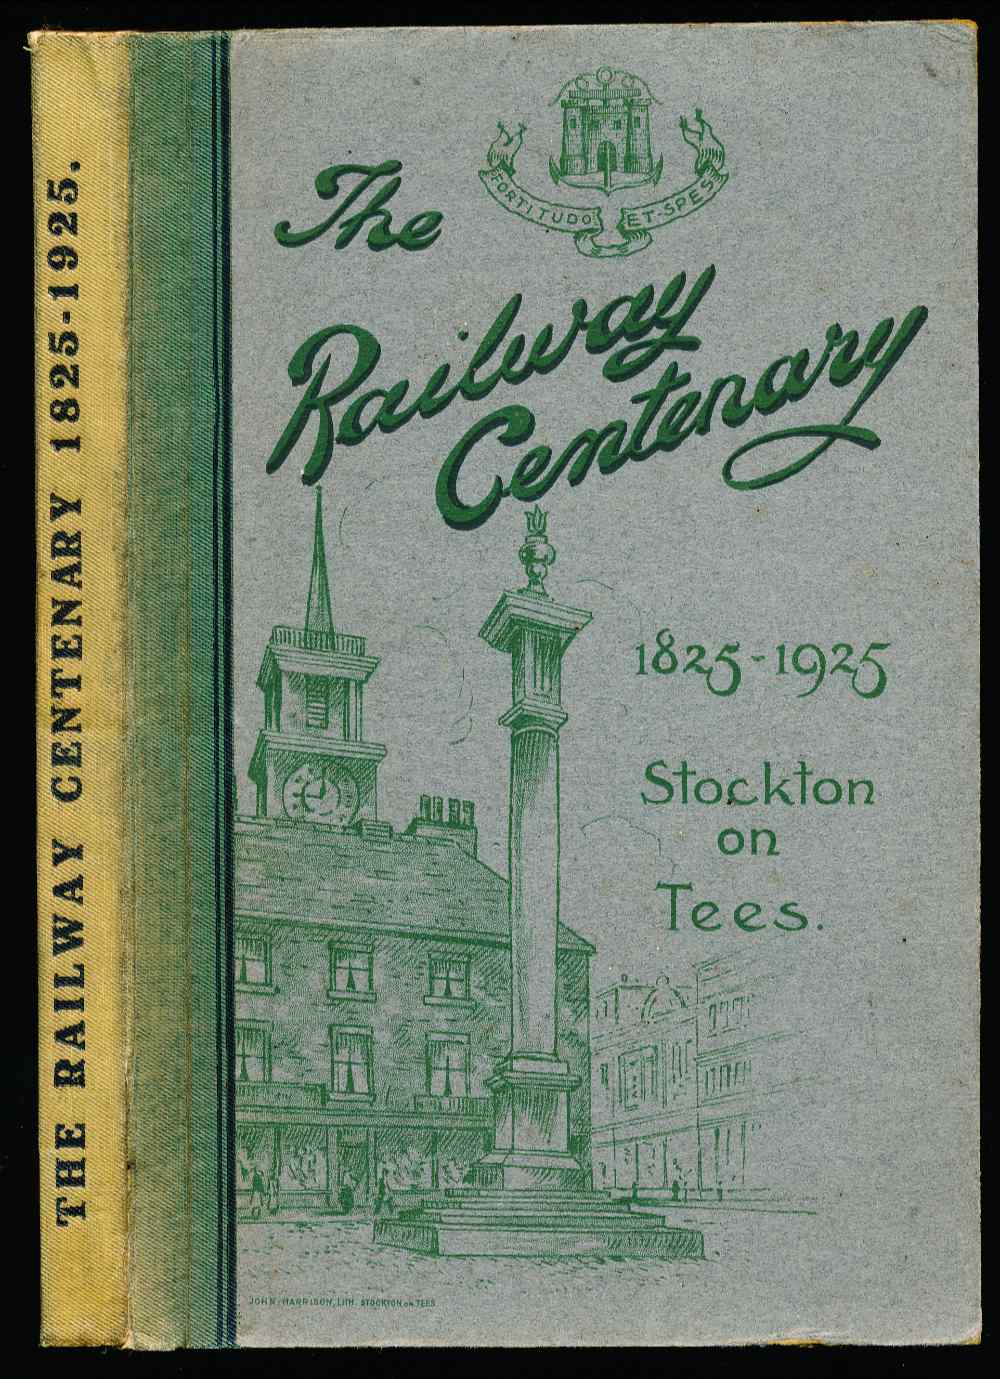 THE RAILWAY CENTENARY 1825-1925.
FORTITUDO ET-SPES
The
Railway
Centenary
1825-1925
Stockton
on
Tees.
JOHN HARRISON, LITH. STOCKTON ON TEES